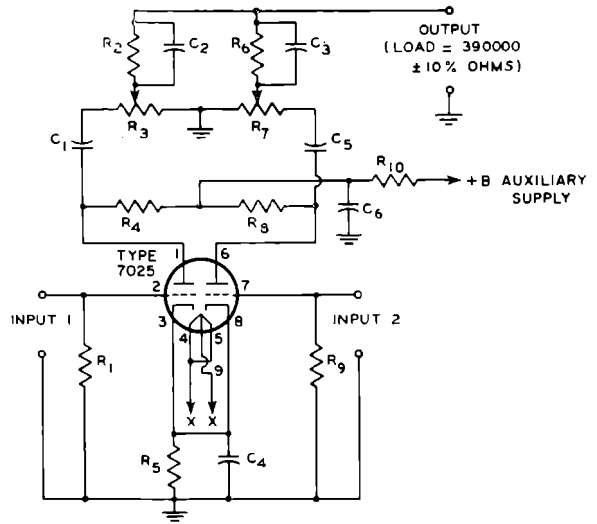 OUTPUT
(LOAD = 390000
±10% OHMS)
R2
C2
R6
C3
R3
R7
C1
C5
R10
+B AUXILIARY
SUPPLY
R4
R8
C6
TYPE
7025
1
6
2
7
INPUT 1
INPUT 2
3
4
5
8
9
R1
R9
X
X
R5
C4